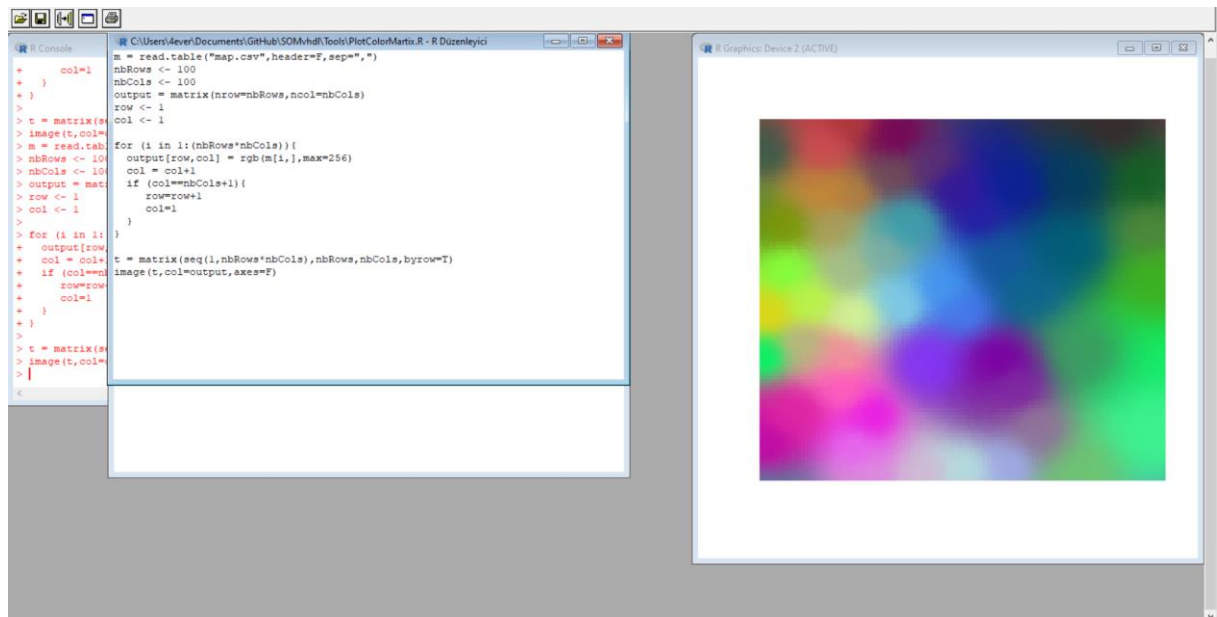 R Console
+ col=1
+ }
+ }
>
> t = matrix(s
> image(t,col=
> m = read.tab
> nbRows <- 10
> nbCols <- 10
> output = mat
> row <- 1
> col <- 1
>
> for (i in 1:
+ output[row,
+ col = col+
+ if (col==nb
+ row=row
+ col=1
+ }
+ }
>
> t = matrix(s
> image(t,col=
>
C:\Users\4ever\Documents\GitHub\SOMvhdl\Tools\PlotColorMartix.R - R Düzenleyici
m = read.table("map.csv",header=F,sep=",")
nbRows <- 100
nbCols <- 100
output = matrix(nrow=nbRows,ncol=nbCols)
row <- 1
col <- 1
for (i in 1:(nbRows*nbCols)){
output[row,col] = rgb(m[i,],max=256)
col = col+1
if (col==nbCols+1){
row=row+1
col=1
}
}
t = matrix(seq(1,nbRows*nbCols),nbRows,nbCols,byrow=T)
image(t,col=output,axes=F)
R Graphics: Device 2 (ACTIVE)